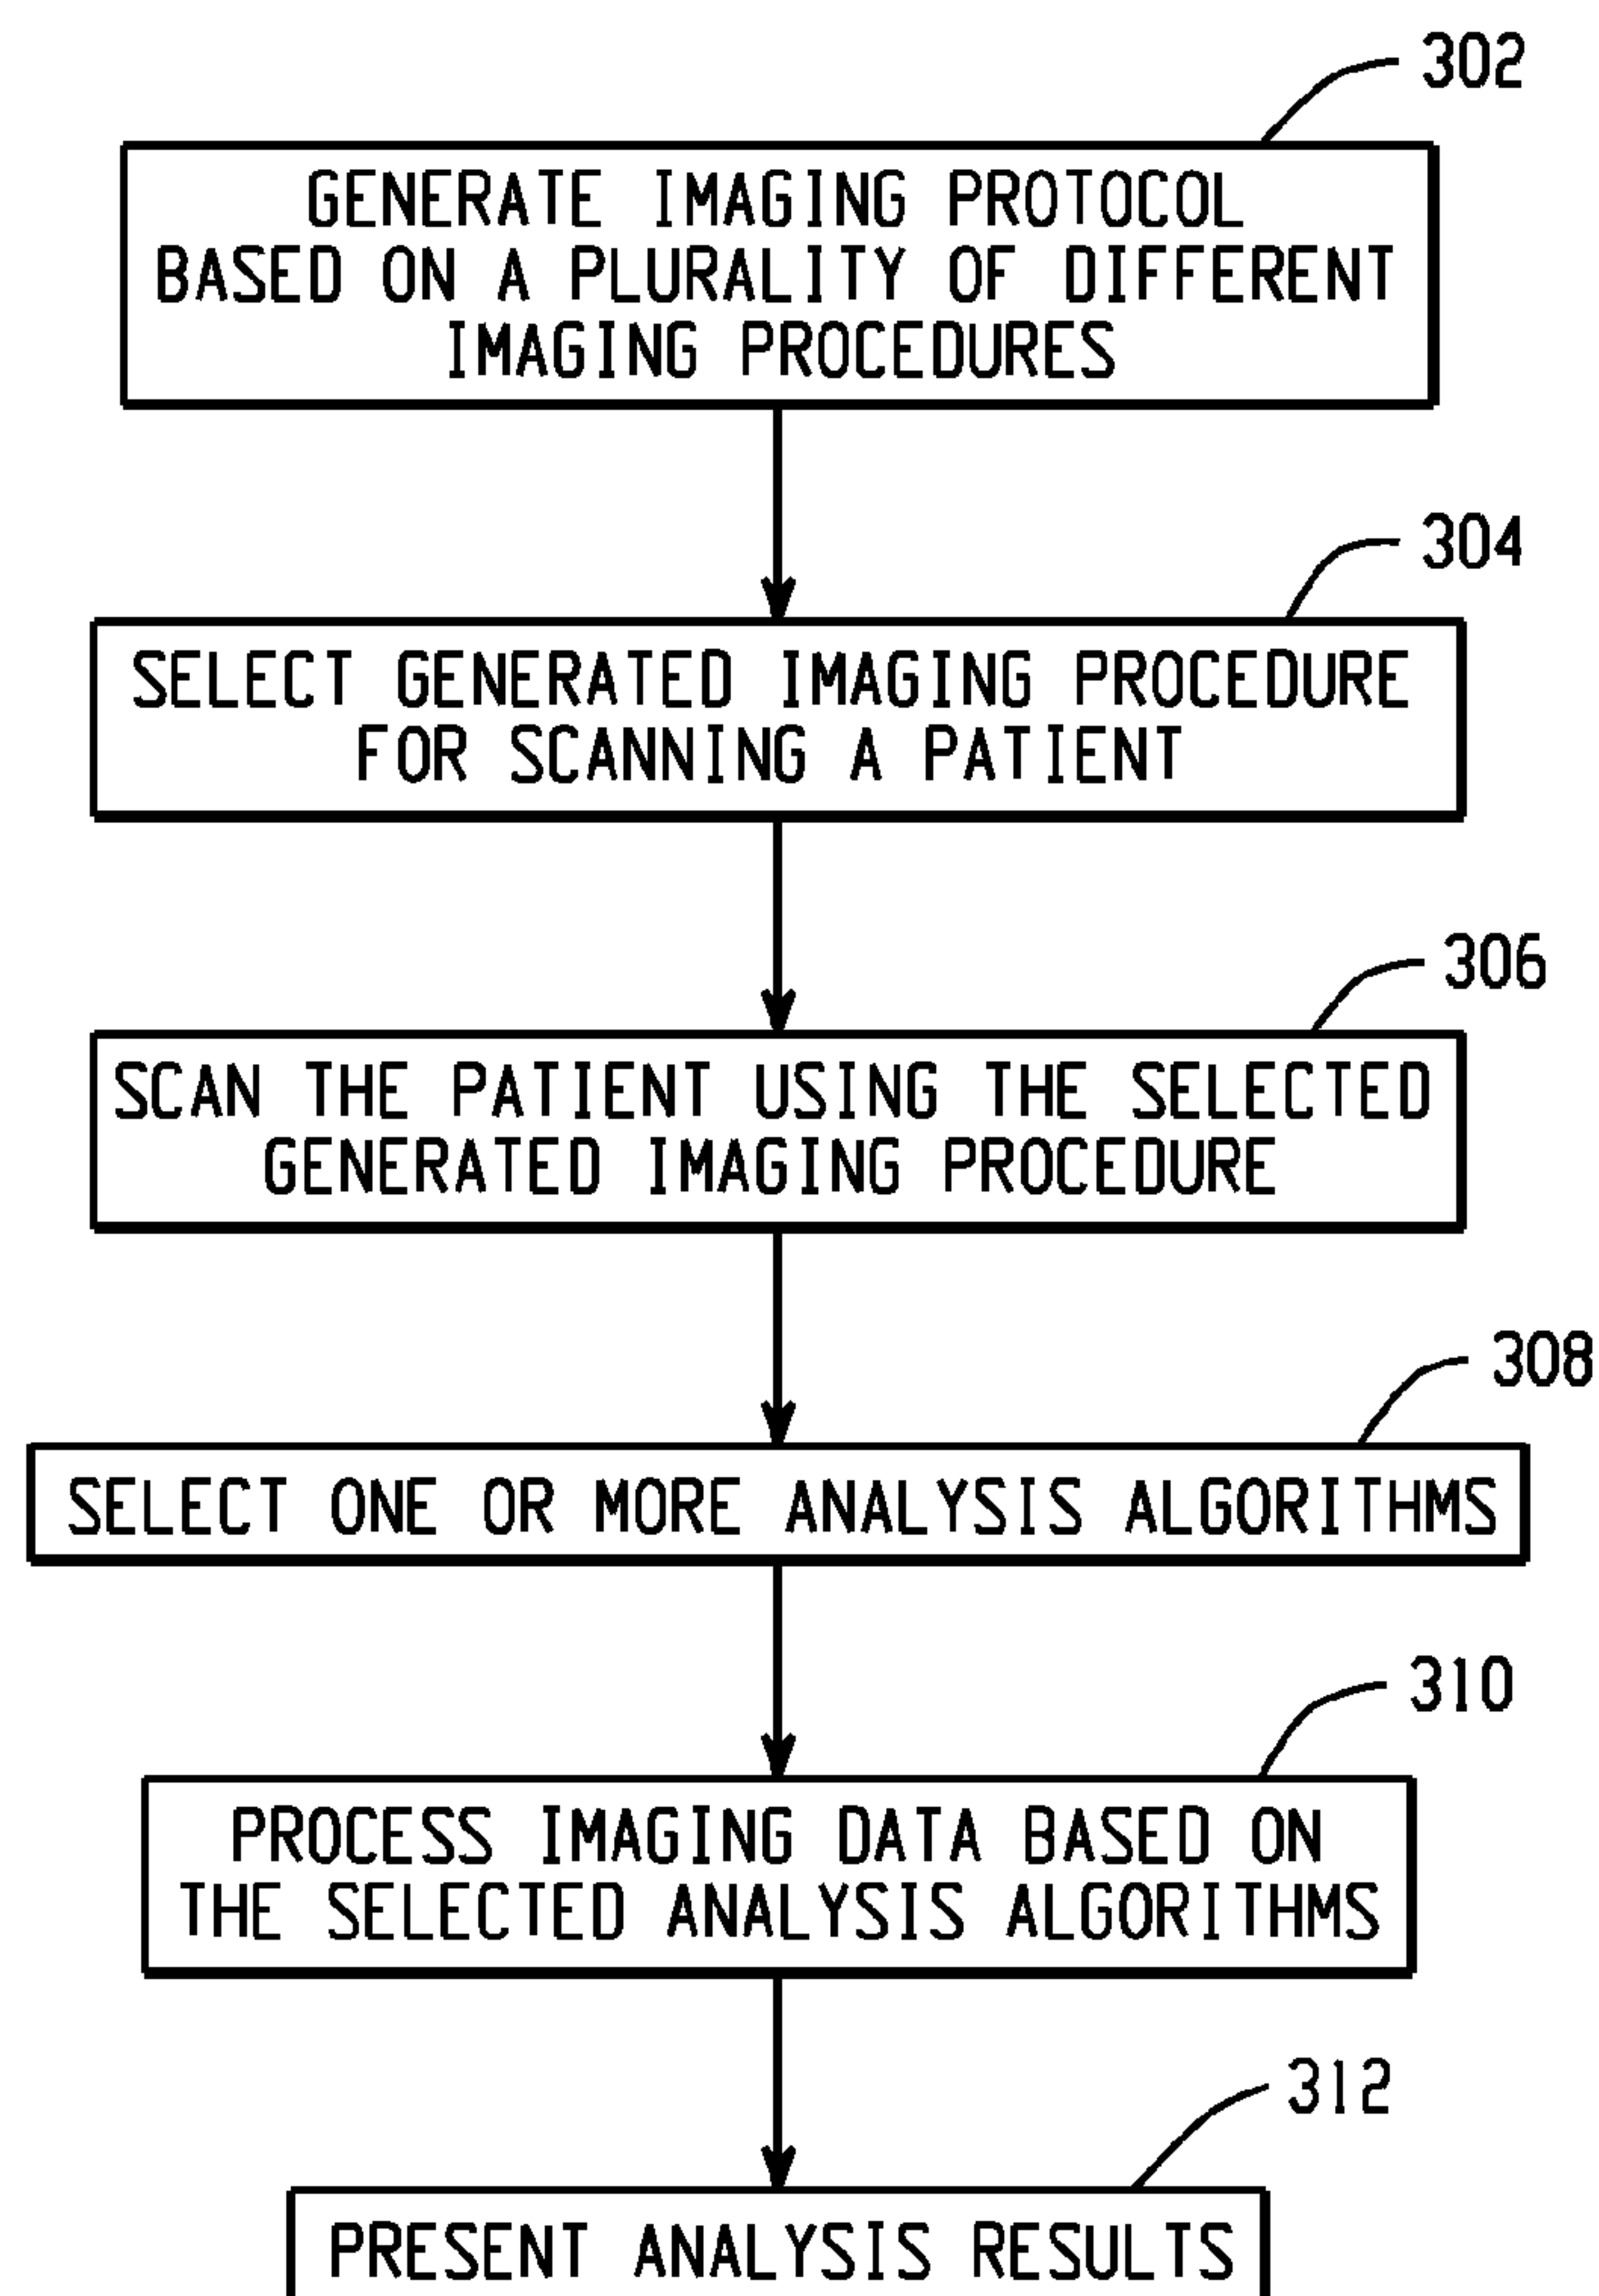 302
GENERATE IMAGING PROTOCOL
BASED ON A PLURALITY OF DIFFERENT
IMAGING PROCEDURES
304
SELECT GENERATED IMAGING PROCEDURE
FOR SCANNING A PATIENT
306
SCAN THE PATIENT USING THE SELECTED
GENERATED IMAGING PROCEDURE
308
SELECT ONE OR MORE ANALYSIS ALGORITHMS
310
PROCESS IMAGING DATA BASED ON
THE SELECTED ANALYSIS ALGORITHMS
312
PRESENT ANALYSIS RESULTS